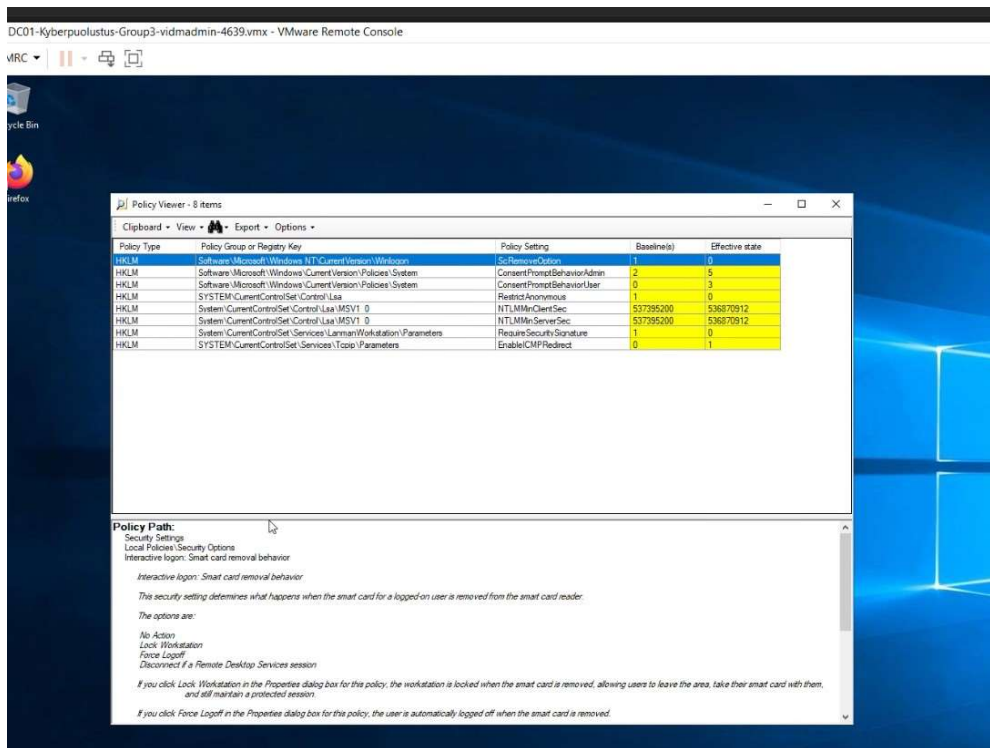 DC01-Kyberpuolustus-Group3-vidmadmin-4639.vmx - VMware Remote Console
MRC
ycle Bin
irefox
Policy Viewer - 8 items
Clipboard View Export Options
Policy Type Policy Group or Registry Key Policy Setting Baseline(s) Effective state
HKLM Software\Microsoft\Windows NT\CurrentVersion\Winlogon ScRemoveOption 1 0
HKLM Software\Microsoft\Windows\CurrentVersion\Policies\System ConsentPromptBehaviorAdmin 2 5
HKLM Software\Microsoft\Windows\CurrentVersion\Policies\System ConsentPromptBehaviorUser 0 3
HKLM SYSTEM\CurrentControlSet\Control\Lsa RestrictAnonymous 1 0
HKLM System\CurrentControlSet\Control\Lsa\MSV1_0 NTLMMinClientSec 537395200 536870912
HKLM System\CurrentControlSet\Control\Lsa\MSV1_0 NTLMMinServerSec 537395200 536870912
HKLM System\CurrentControlSet\Services\LanmanWorkstation\Parameters RequireSecuritySignature 1 0
HKLM SYSTEM\CurrentControlSet\Services\Tcpip\Parameters EnableICMPRedirect 0 1
Policy Path:
Security Settings
Local Policies\Security Options
Interactive logon: Smart card removal behavior
Interactive logon: Smart card removal behavior
This security setting determines what happens when the smart card for a logged-on user is removed from the smart card reader.
The options are:
No Action
Lock Workstation
Force Logoff
Disconnect if a Remote Desktop Services session
If you click Lock Workstation in the Properties dialog box for this policy, the workstation is locked when the smart card is removed, allowing users to leave the area, take their smart card with them,
and still maintain a protected session.
If you click Force Logoff in the Properties dialog box for this policy, the user is automatically logged off when the smart card is removed.